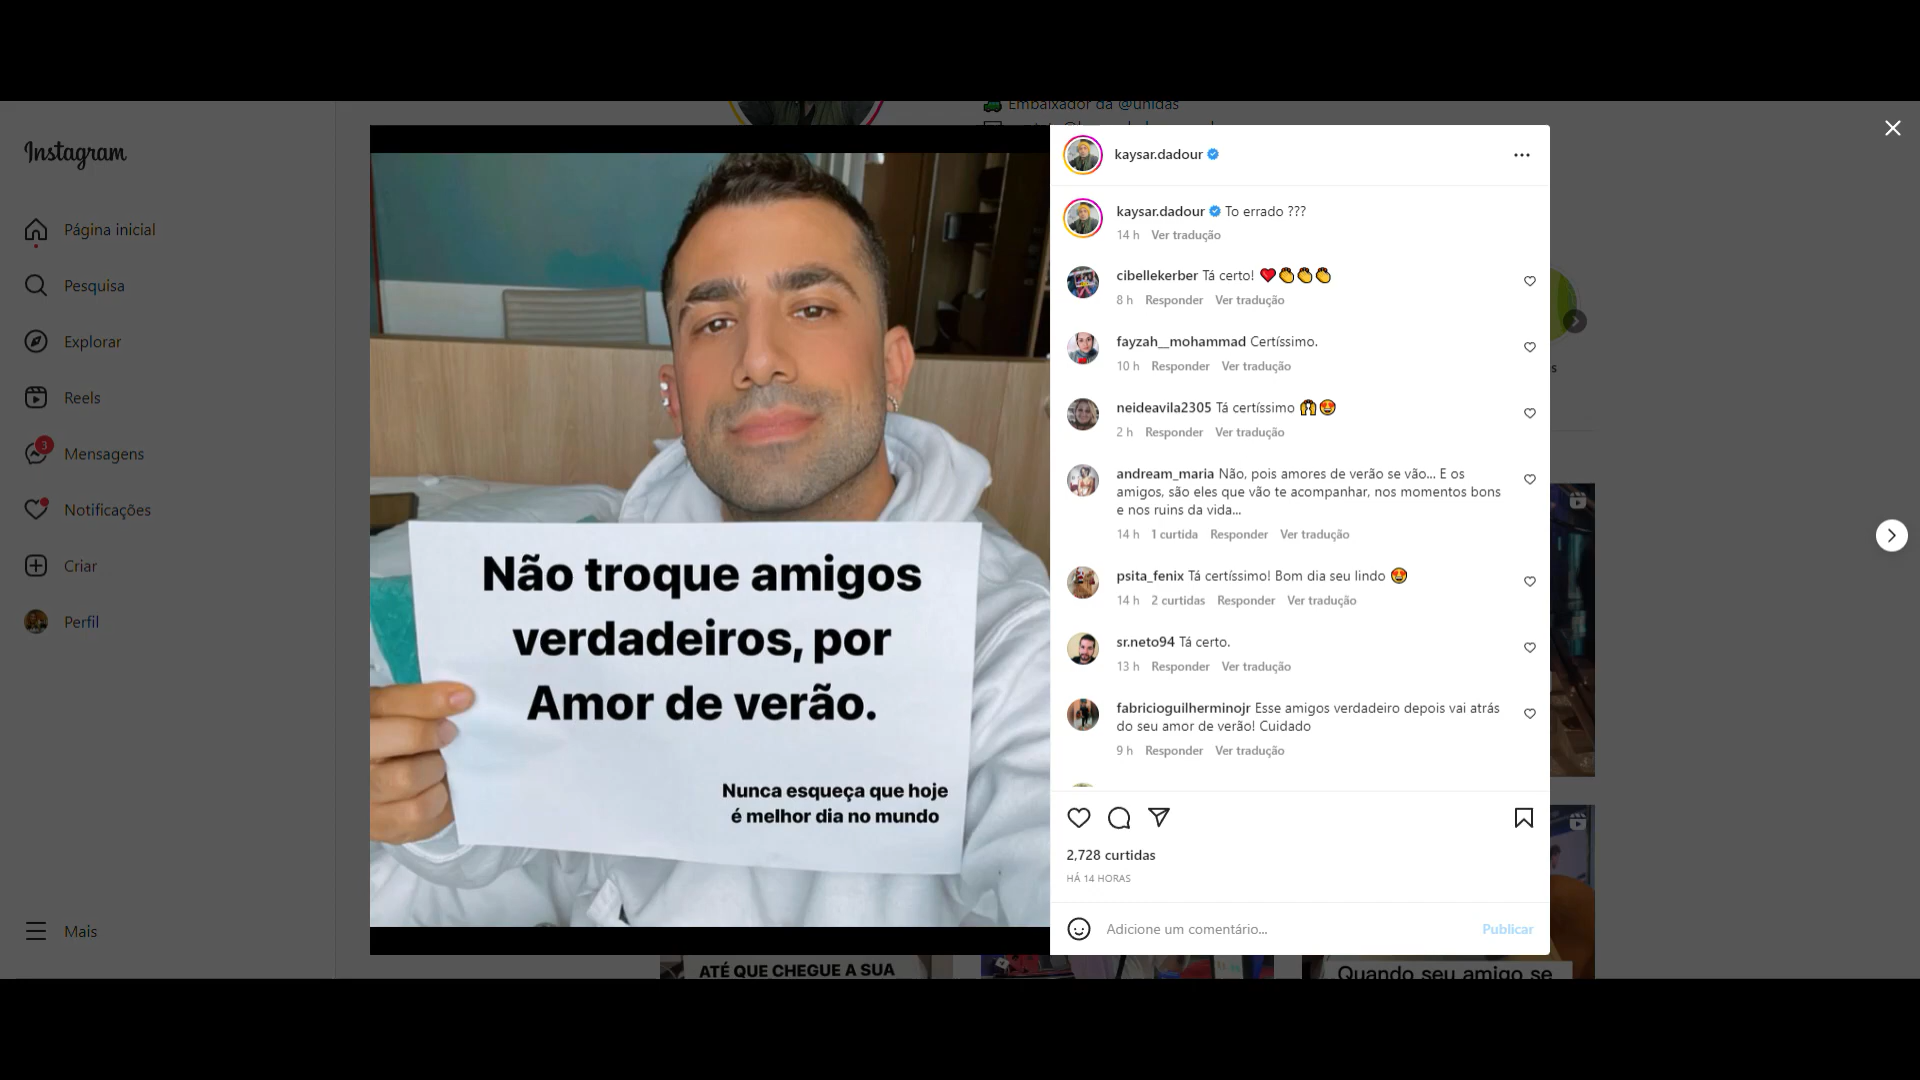 Instagram
Página inicial
Pesquisa
Explorar
Reels
3
Mensagens
Notificações
Criar
Perfil
Mais
Embaixador da @unidas
Não troque amigos
verdadeiros, por
Amor de verão.
Nunca esqueça que hoje
é melhor dia no mundo
kaysar.dadour
kaysar.dadour To errado ???
14 h Ver tradução
cibellekerber Tá certo! ❤️👏👏👏
8 h Responder Ver tradução
fayzah__mohammad Certíssimo.
10 h Responder Ver tradução
neideavila2305 Tá certíssimo 🙌😍
2 h Responder Ver tradução
andream_maria Não, pois amores de verão se vão... E os
amigos, são eles que vão te acompanhar, nos momentos bons
e nos ruins da vida...
14 h 1 curtida Responder Ver tradução
psita_fenix Tá certíssimo! Bom dia seu lindo 😍
14 h 2 curtidas Responder Ver tradução
sr.neto94 Tá certo.
13 h Responder Ver tradução
fabricioguilherminojr Esse amigos verdadeiro depois vai atrás
do seu amor de verão! Cuidado
9 h Responder Ver tradução
2,728 curtidas
HÁ 14 HORAS
Adicione um comentário...
Publicar
ATÉ QUE CHEGUE A SUA
Quando seu amigo se